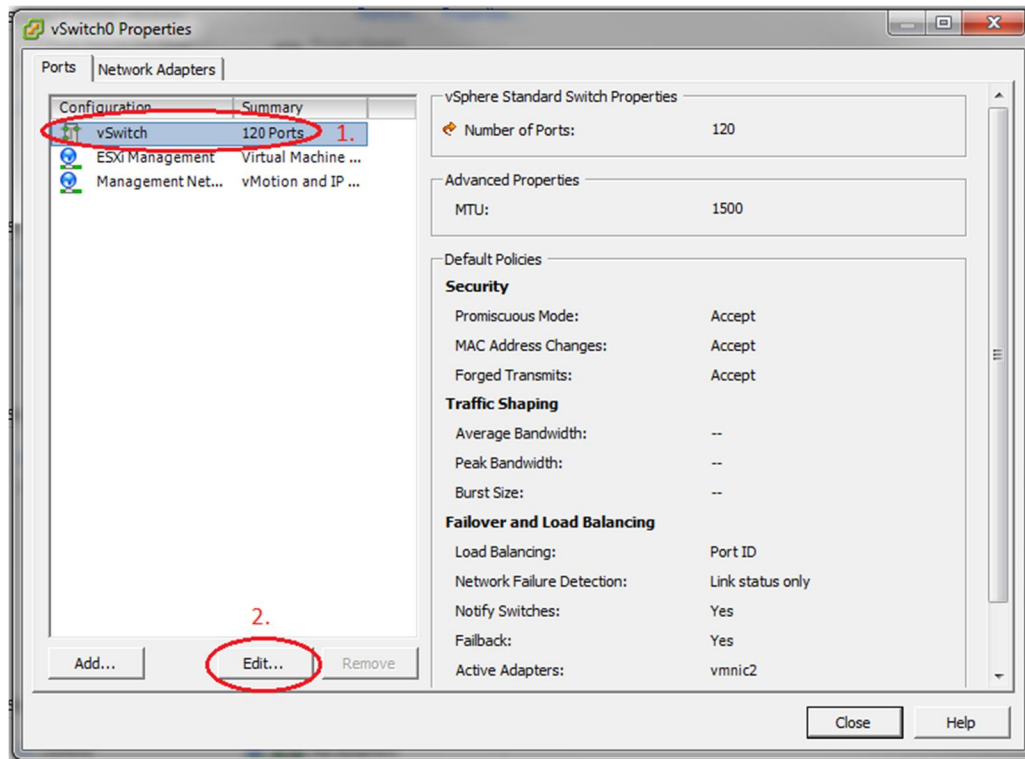 vSwitch0 Properties
Ports Network Adapters
Configuration Summary
vSwitch 120 Ports 1.
ESXi Management Virtual Machine ...
Management Net... vMotion and IP ...
2.
Add... Edit... Remove
vSphere Standard Switch Properties
Number of Ports: 120
Advanced Properties
MTU: 1500
Default Policies
Security
Promiscuous Mode: Accept
MAC Address Changes: Accept
Forged Transmits: Accept
Traffic Shaping
Average Bandwidth: --
Peak Bandwidth: --
Burst Size: --
Failover and Load Balancing
Load Balancing: Port ID
Network Failure Detection: Link status only
Notify Switches: Yes
Failback: Yes
Active Adapters: vmnic2
Close Help